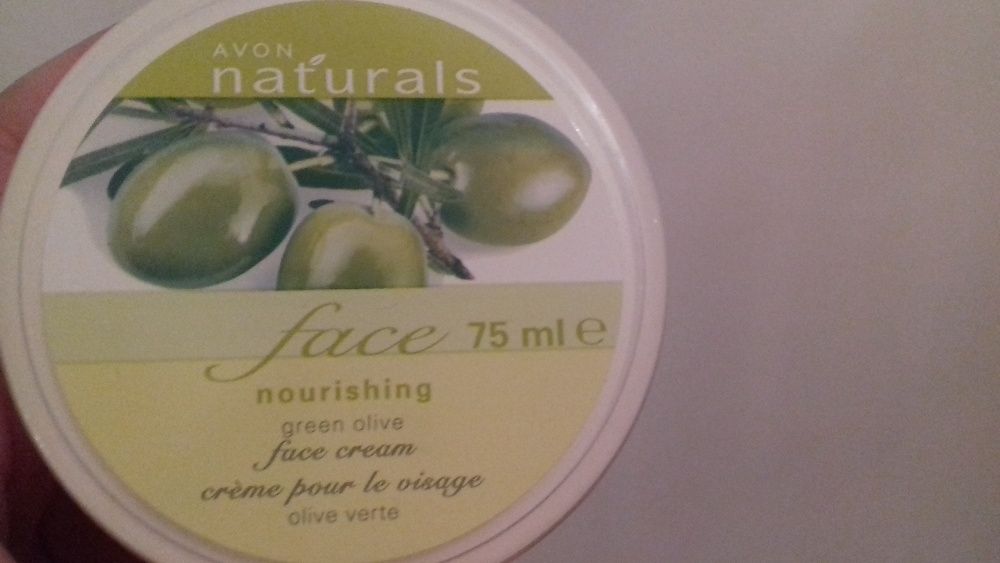 AVON
naturals
face 75 ml ℮
nourishing
green olive
face cream
crème pour le visage
olive verte